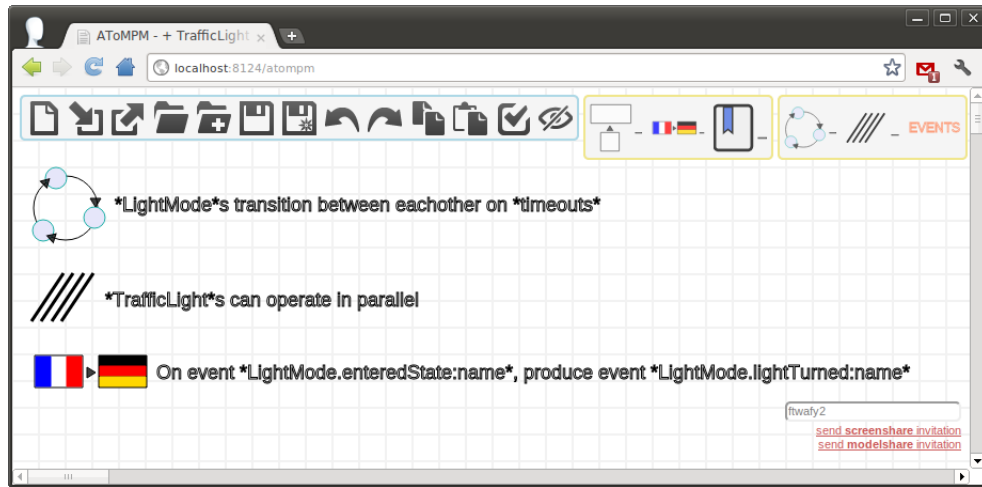 AToMPM - + TrafficLight
localhost:8124/atompm
1
EVENTS
*LightMode*s transition between eachother on *timeouts*
*TrafficLight*s can operate in parallel
On event *LightMode.enteredState:name*, produce event *LightMode.lightTurned:name*
ftwafy2
send screenshare invitation
send modelshare invitation